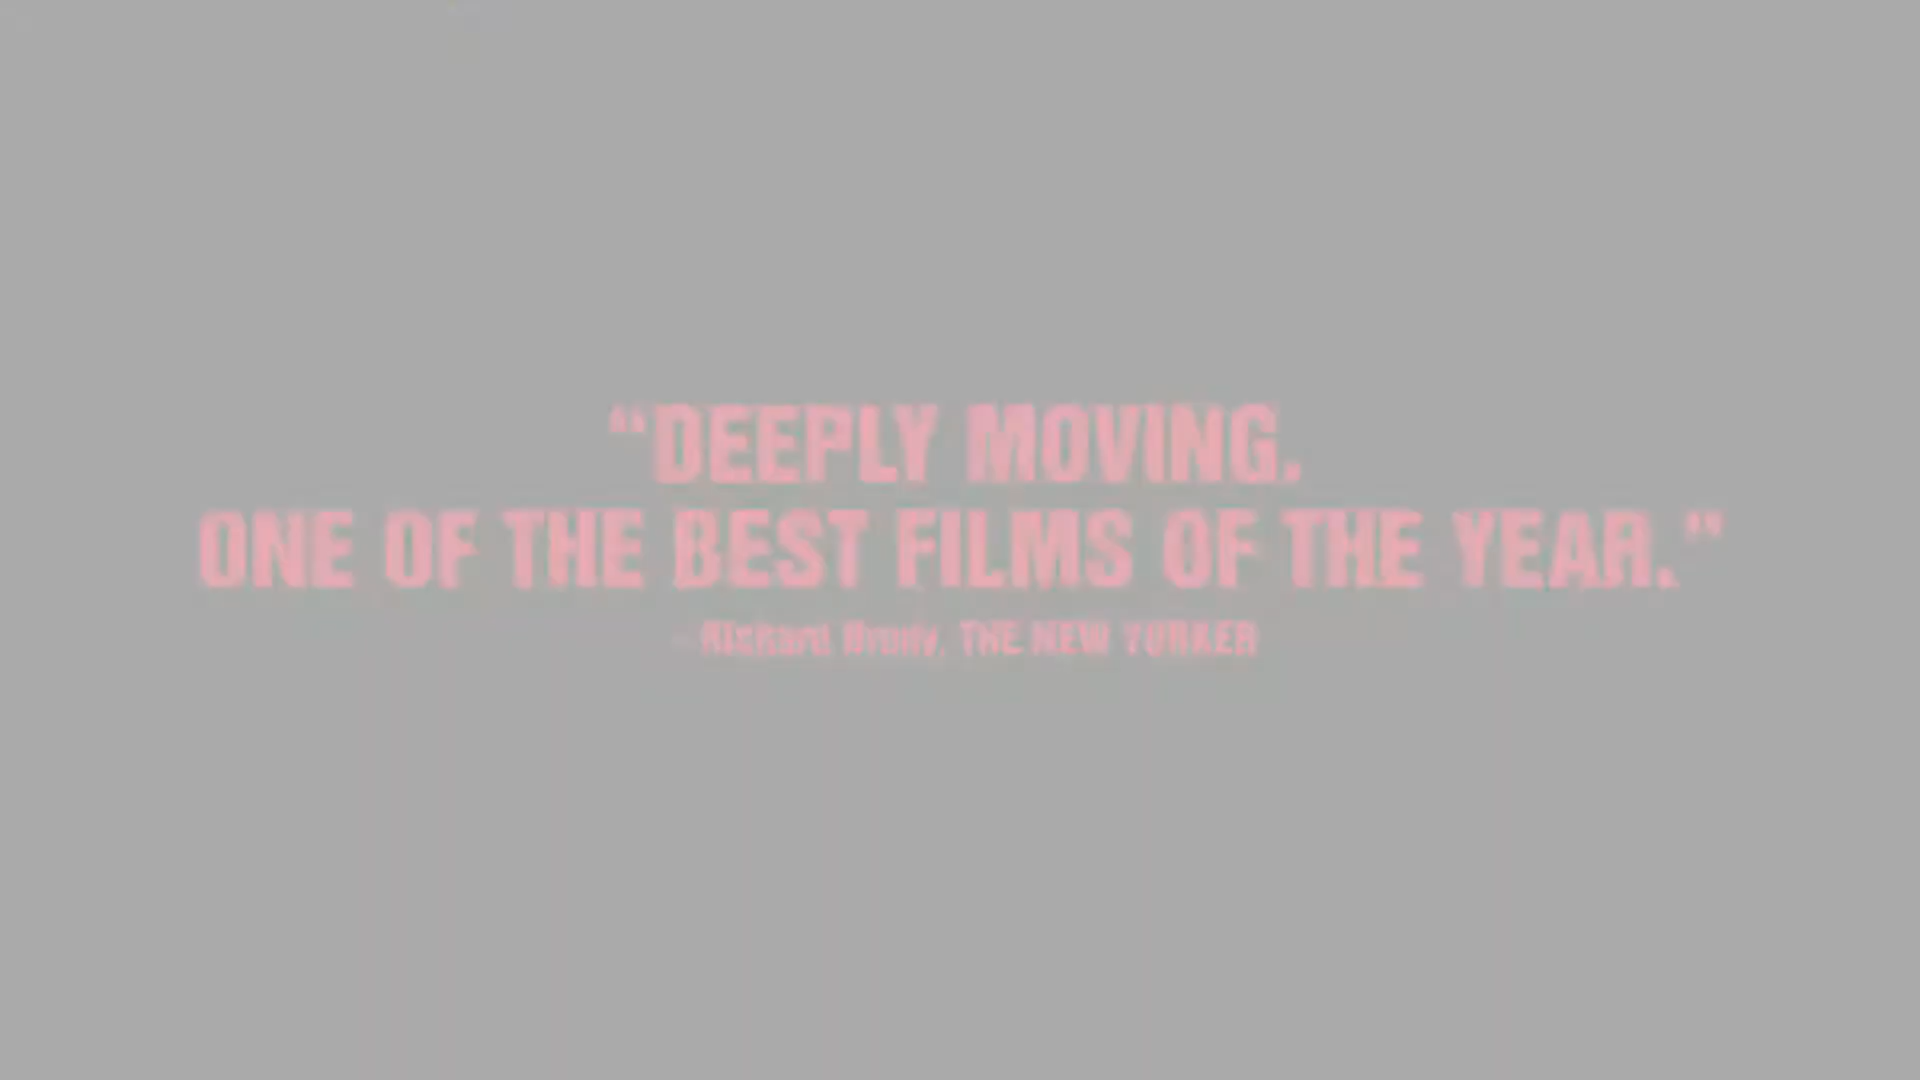 “DEEPLY MOVING.
ONE OF THE BEST FILMS OF THE YEAR.”
- Richard Brody, THE NEW YORKER